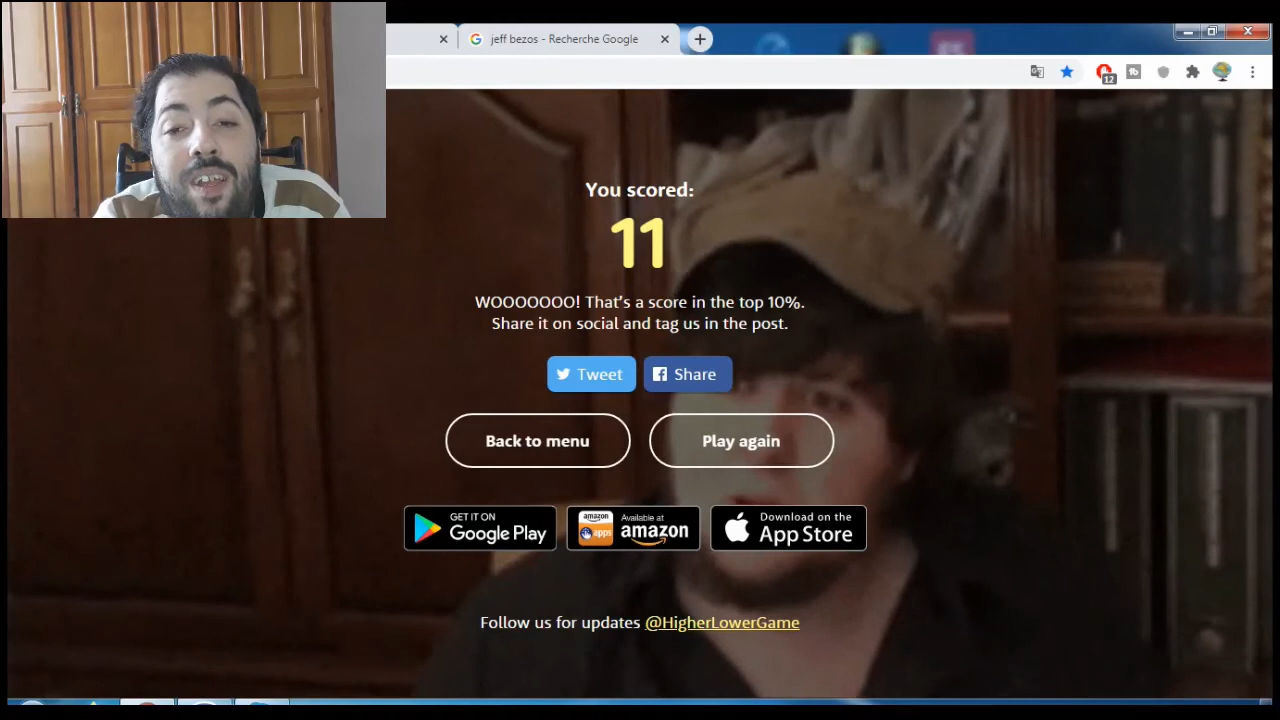 jeff bezos - Recherche Google
12
You scored:
11
WOOOOOOO! That's a score in the top 10%.
Share it on social and tag us in the post.
Tweet
Share
Back to menu
Play again
GET IT ON
Google Play
amazon
apps
Available at
amazon
Download on the
App Store
Follow us for updates @HigherLowerGame